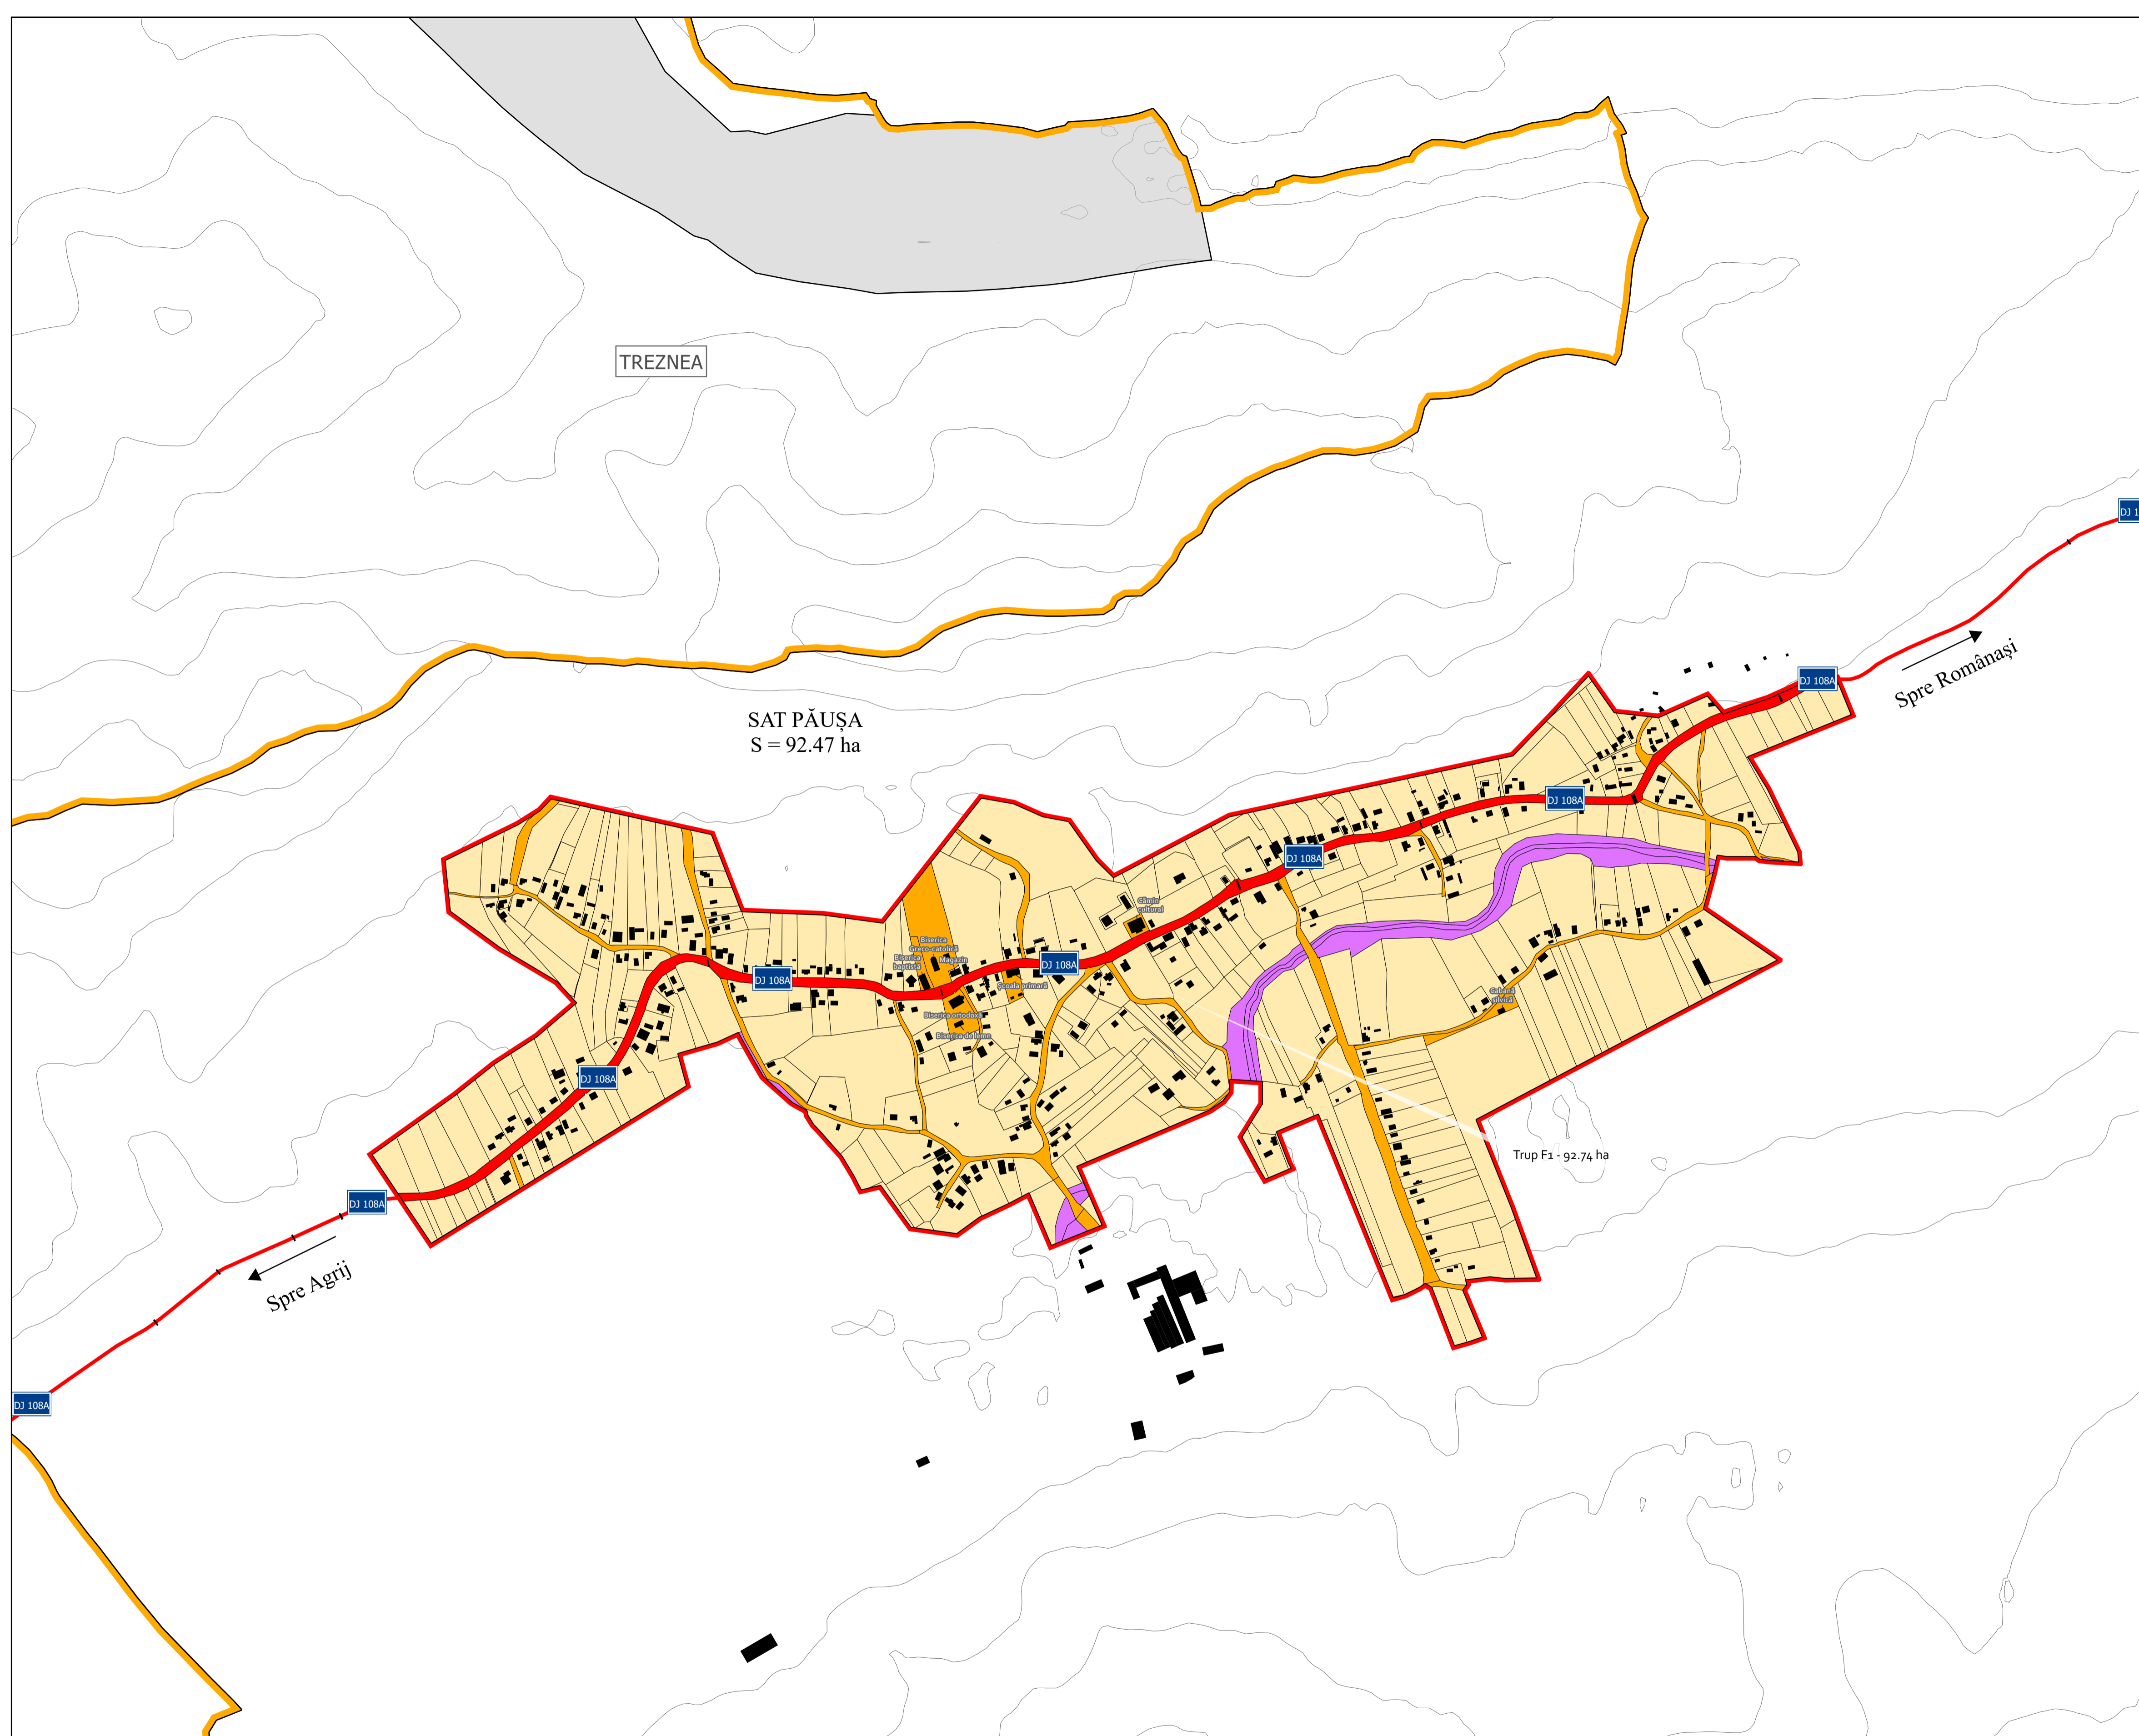 TREZNEA
DJ 1
Spre Românași
DJ 108A
SAT PĂUȘA
S = 92.47 ha
DJ 108A
DJ 108A
Cămin
cultural
Biserica
Greco-catolică
Biserica
baptistă
Magazin
DJ 108A
DJ 108A
Școala primară
Cabană
silvică
Biserica ortodoxă
Biserica de lemn
DJ 108A
Trup F1 - 92.74 ha
DJ 108A
Spre Agrij
DJ 108A